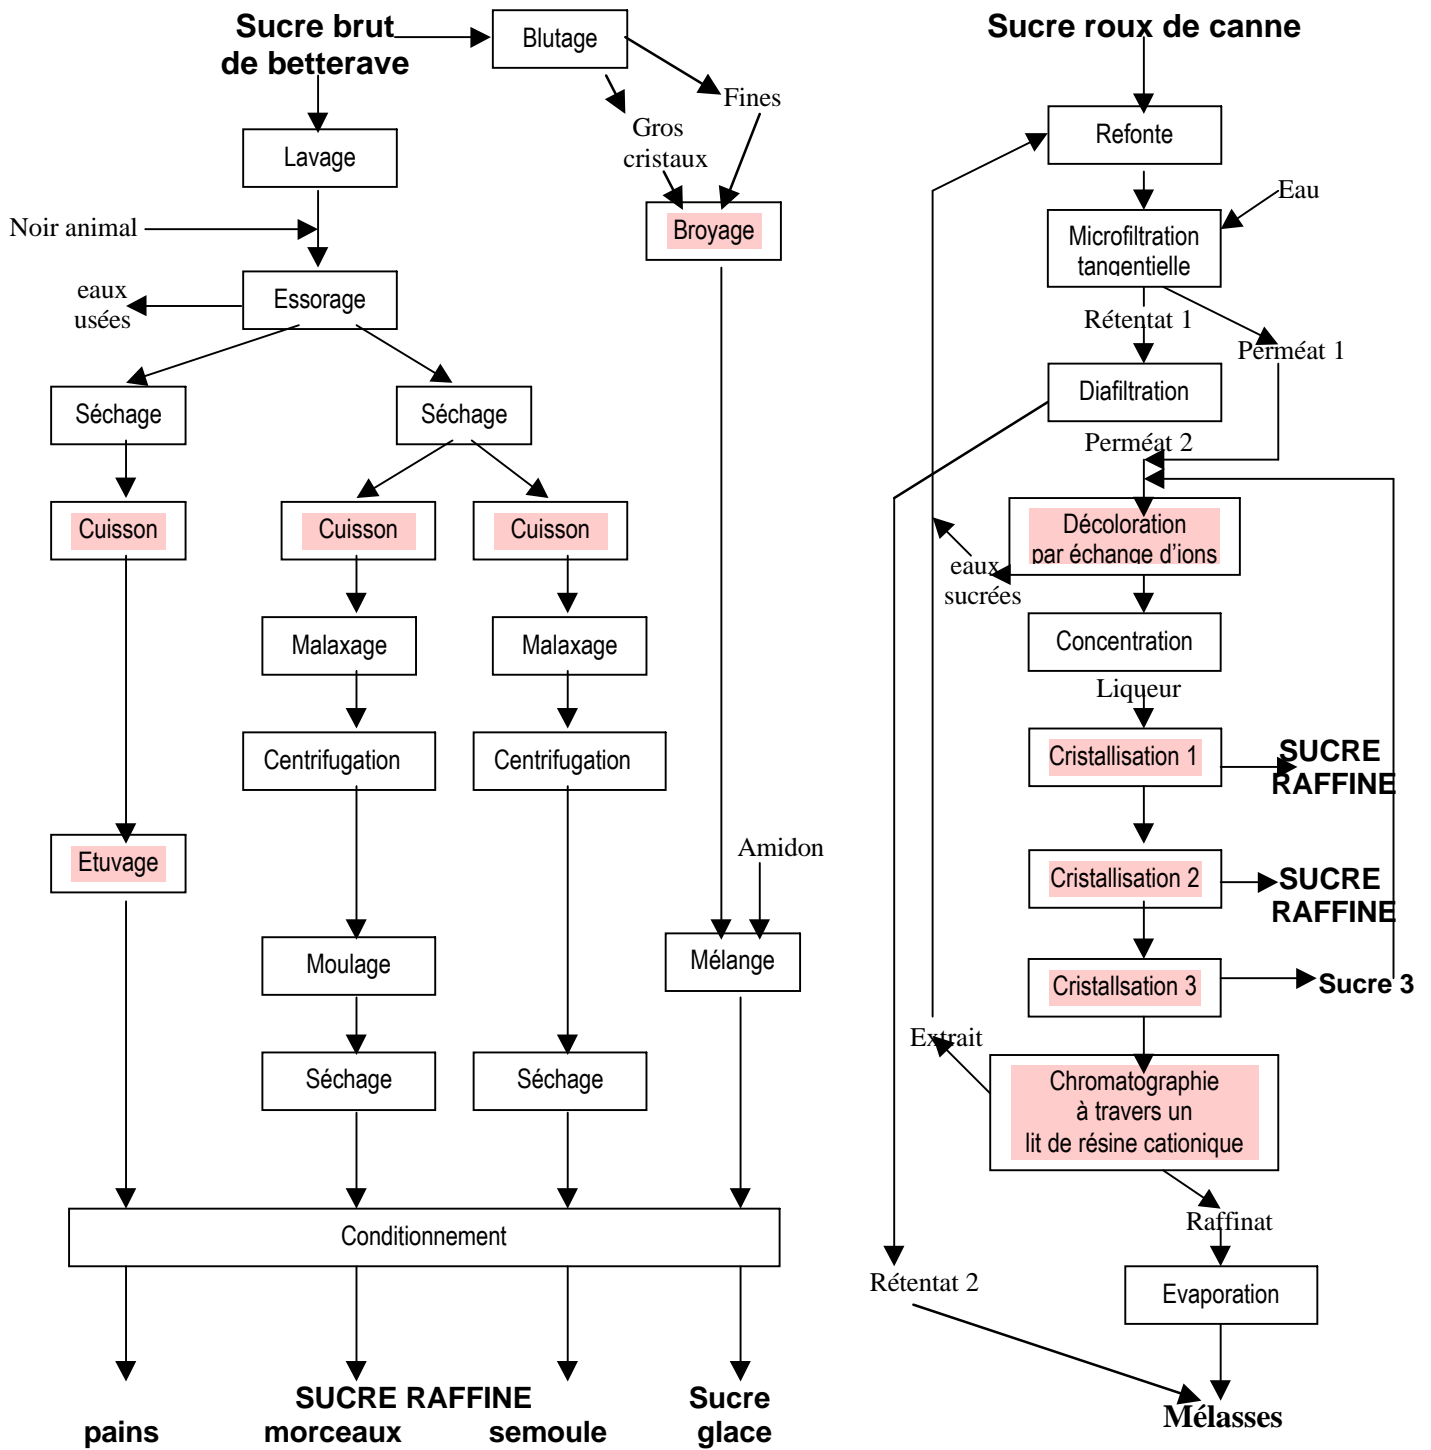 Sucre brut
de betterave
Blutage
Fines
Gros
cristaux
Lavage
Noir animal
Broyage
Essorage
eaux
usées
Séchage
Séchage
Cuisson
Cuisson
Cuisson
Malaxage
Malaxage
Centrifugation
Centrifugation
Etuvage
Amidon
Moulage
Mélange
Séchage
Séchage
Conditionnement
SUCRE RAFFINE
Sucre
pains
morceaux
semoule
glace
Sucre roux de canne
Refonte
Eau
Microfiltration
tangentielle
Rétentat 1
Perméat 1
Diafiltration
Perméat 2
Décoloration
par échange d'ions
eaux
sucrées
Concentration
Liqueur
Cristallisation 1
SUCRE
RAFFINE
Cristallisation 2
SUCRE
RAFFINE
Cristallsation 3
Sucre 3
Extrait
Chromatographie
à travers un
lit de résine cationique
Raffinat
Rétentat 2
Evaporation
Mélasses